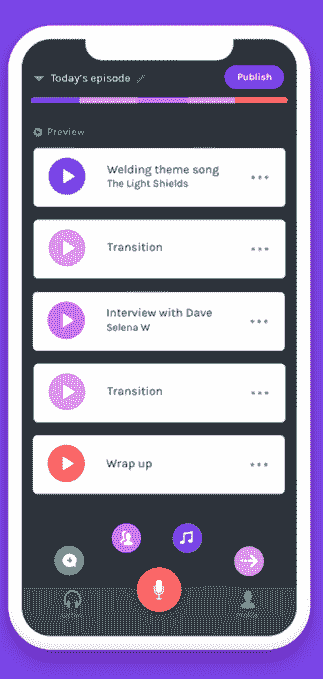 Today's episode
Publish
Preview
Welding theme song
The Light Shields
Transition
Interview with Dave
Selena W
Transition
Wrap up